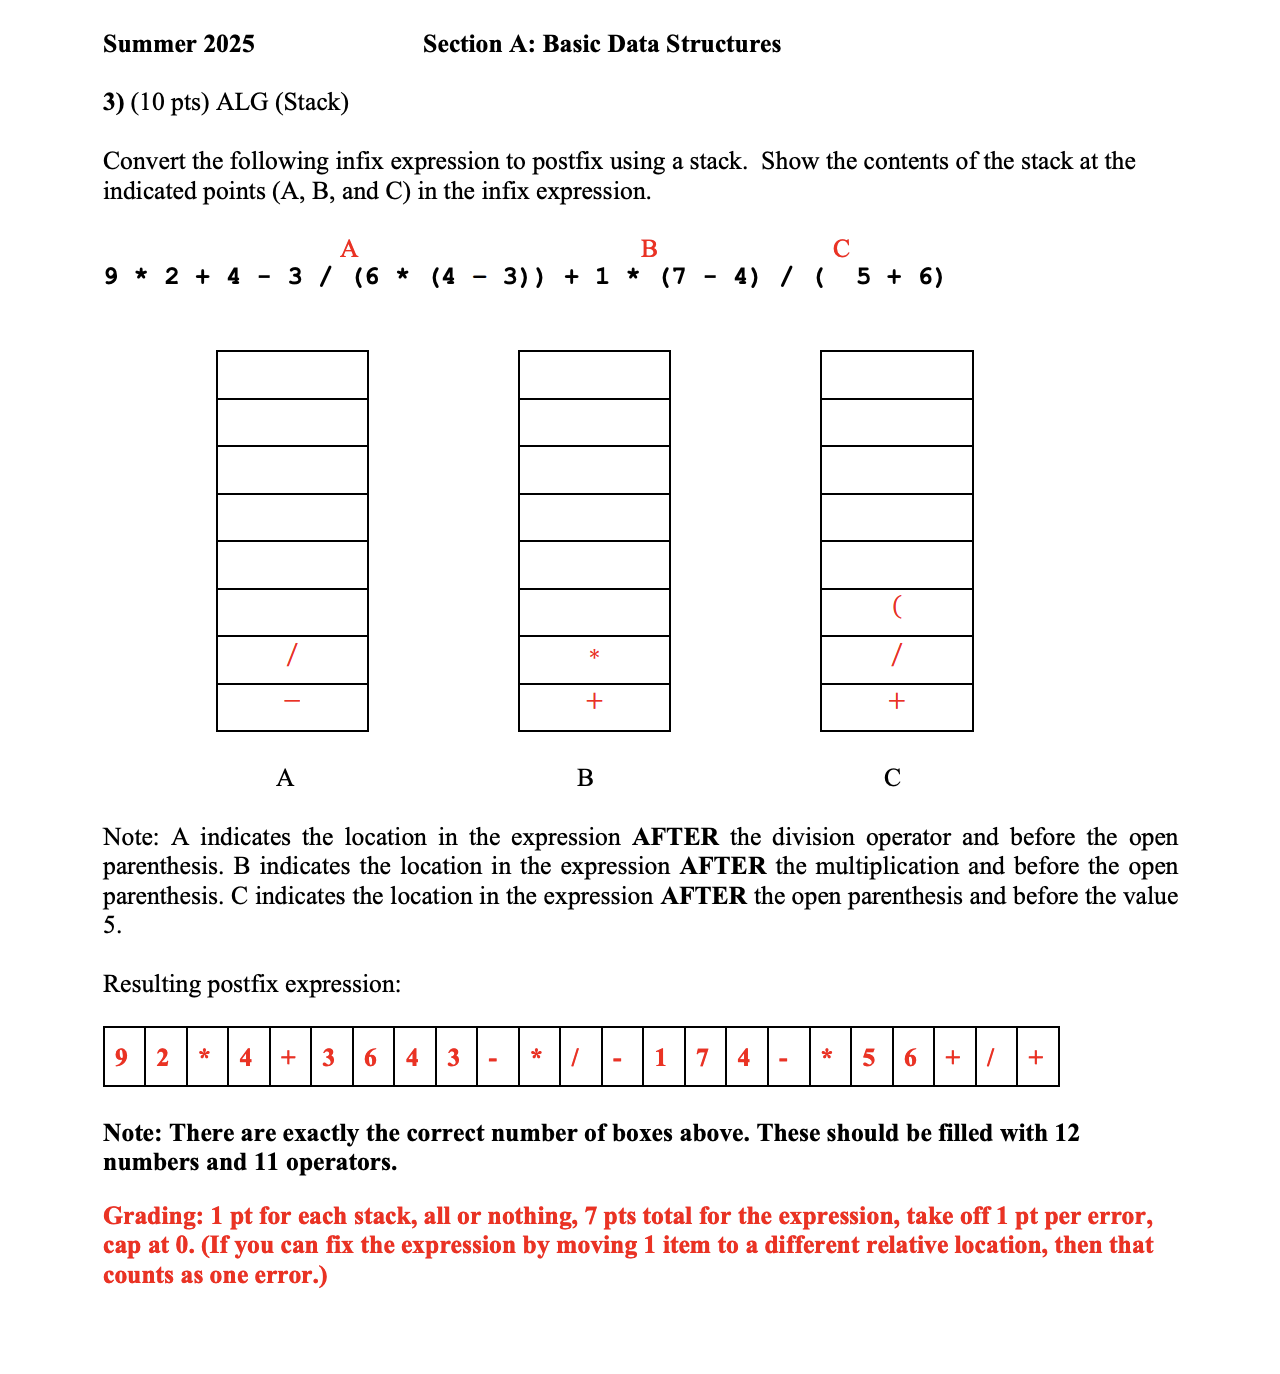 Summer 2025 Section A: Basic Data Structures
3) (10 pts) ALG (Stack)
Convert the following infix expression to postfix using a stack. Show the contents of the stack at the
indicated points (A, B, and C) in the infix expression.
A B C
9 * 2 + 4 - 3 / (6 * (4 - 3)) + 1 * (7 - 4) / ( 5 + 6)
(
/ * /
- + +
A B C
Note: A indicates the location in the expression AFTER the division operator and before the open
parenthesis. B indicates the location in the expression AFTER the multiplication and before the open
parenthesis. C indicates the location in the expression AFTER the open parenthesis and before the value
5.
Resulting postfix expression:
9 2 * 4 + 3 6 4 3 - * / - 1 7 4 - * 5 6 + / +
Note: There are exactly the correct number of boxes above. These should be filled with 12
numbers and 11 operators.
Grading: 1 pt for each stack, all or nothing, 7 pts total for the expression, take off 1 pt per error,
cap at 0. (If you can fix the expression by moving 1 item to a different relative location, then that
counts as one error.)